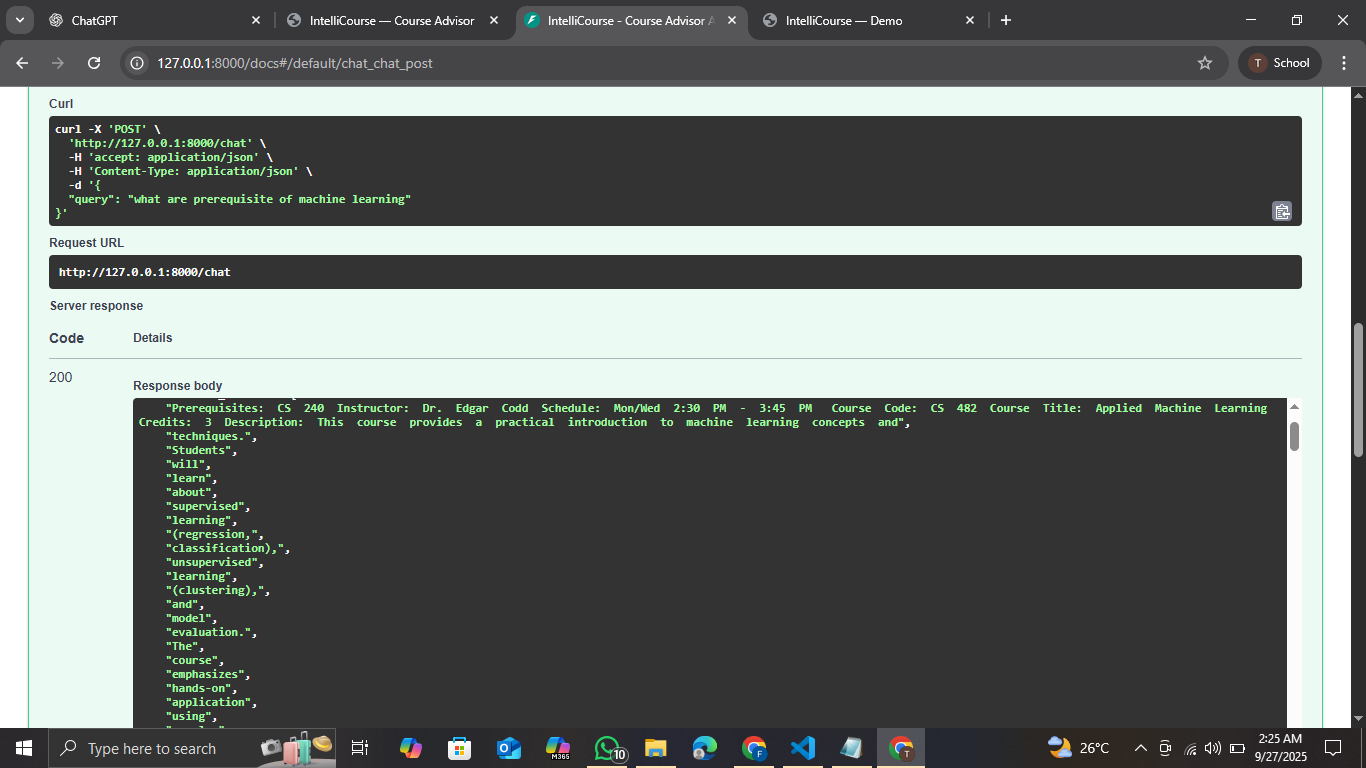 ChatGPT
IntelliCourse — Course Advisor
IntelliCourse - Course Advisor A
IntelliCourse — Demo
127.0.0.1:8000/docs#/default/chat_chat_post
T School
Curl
curl -X 'POST' \
'http://127.0.0.1:8000/chat' \
-H 'accept: application/json' \
-H 'Content-Type: application/json' \
-d '{
"query": "what are prerequisite of machine learning"
}'
Request URL
http://127.0.0.1:8000/chat
Server response
Code Details
200
Response body
"Prerequisites: CS 240 Instructor: Dr. Edgar Codd Schedule: Mon/Wed 2:30 PM - 3:45 PM Course Code: CS 482 Course Title: Applied Machine Learning
Credits: 3 Description: This course provides a practical introduction to machine learning concepts and",
"techniques.",
"Students",
"will",
"learn",
"about",
"supervised",
"learning",
"(regression,",
"classification),",
"unsupervised",
"learning",
"(clustering),",
"and",
"model",
"evaluation.",
"The",
"course",
"emphasizes",
"hands-on",
"application",
"using",
Type here to search
M365
10
F
T
26°C
2:25 AM
9/27/2025